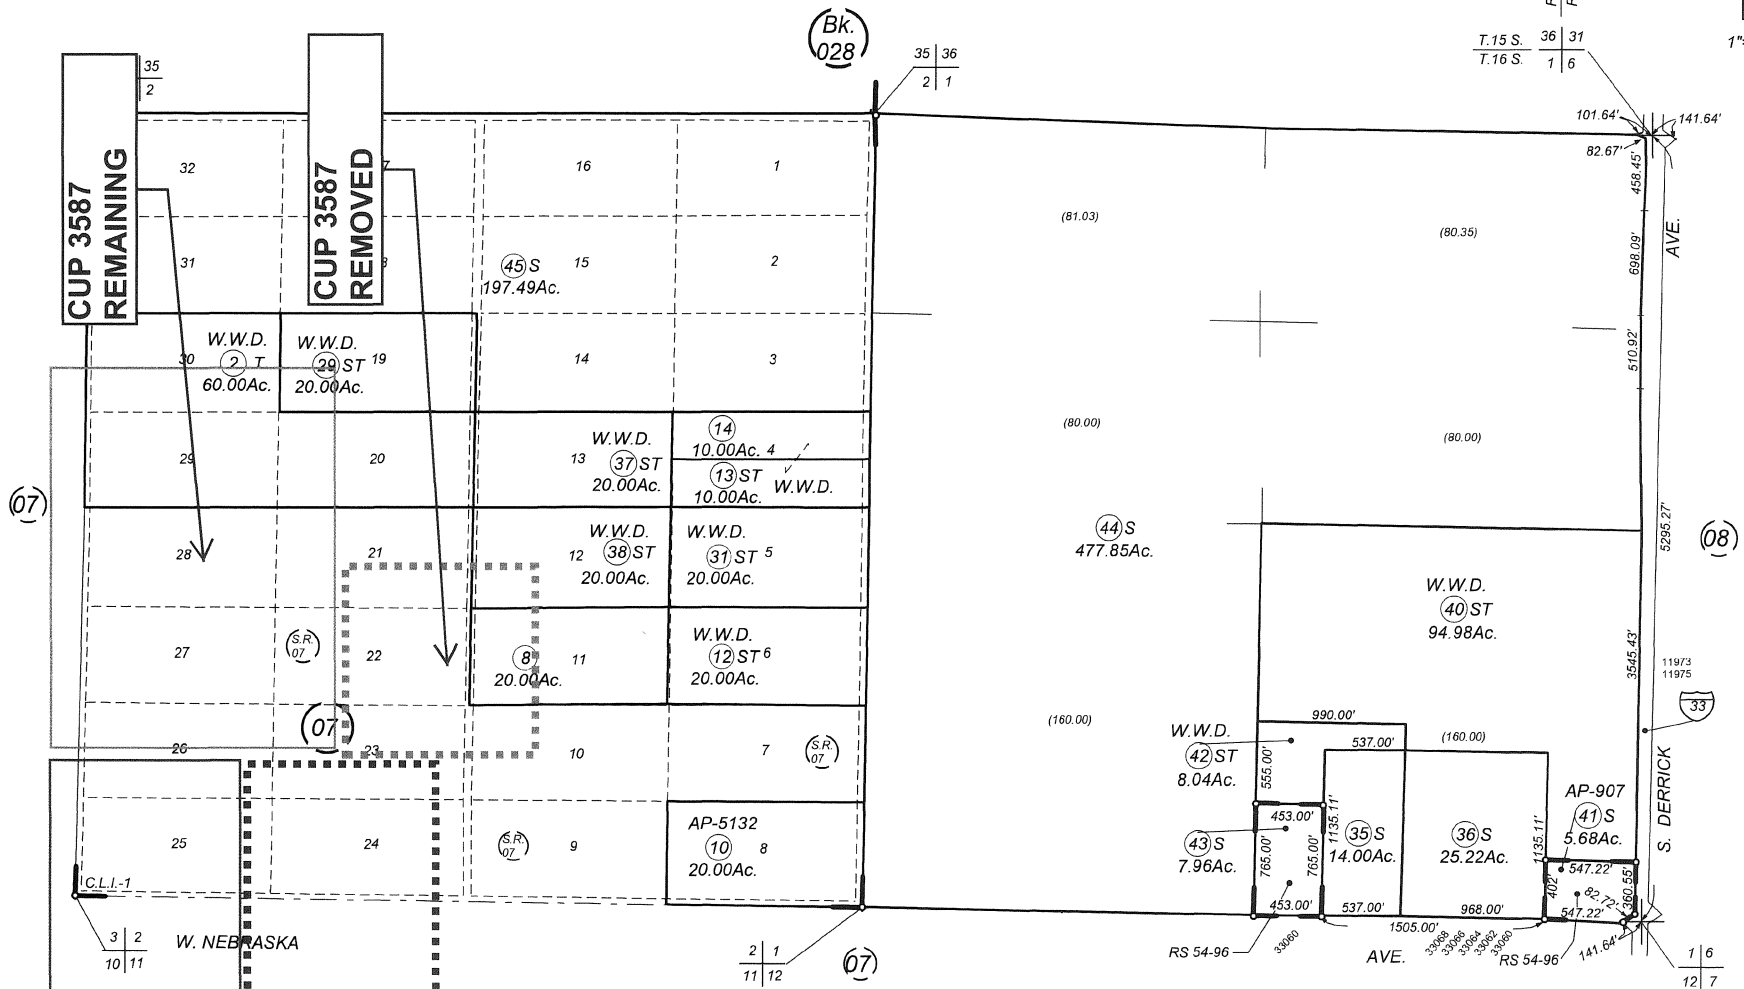 Bk.
028
35 36
2 1
T.15 S.
T.16 S.
36 31
1 6
1"=
35
2
CUP 3587
REMAINING
CUP 3587
REMOVED
101.64'
141.64'
82.67'
458.45'
698.09'
510.92'
5295.27'
3545.43'
AVE.
32
16
1
(81.03)
(80.35)
31
45 S
197.49Ac.
15
2
W.W.D.
30
2 T
60.00Ac.
W.W.D.
29 ST 19
20.00Ac.
14
3
29
20
13
W.W.D.
37 ST
20.00Ac.
14
10.00Ac. 4
13 ST
10.00Ac.
W.W.D.
(80.00)
(80.00)
(07)
28
21
12
W.W.D.
38 ST
20.00Ac.
W.W.D.
31 ST 5
20.00Ac.
44 S
477.85Ac.
(08)
W.W.D.
40 ST
94.98Ac.
27
S.R.
07
22
8
20.00Ac.
11
W.W.D.
12 ST 6
20.00Ac.
11973
11975
33
(07)
26
23
10
7
S.R.
07
(160.00)
990.00'
W.W.D.
42 ST
8.04Ac.
555.00'
537.00'
(160.00)
25
24
S.R.
07
9
AP-5132
10
20.00Ac.
8
453.00'
43 S
7.96Ac.
765.00'
765.00'
1135.11'
35 S
14.00Ac.
36 S
25.22Ac.
1135.11'
AP-907
41 S
5.68Ac.
547.22'
402'
82.72'
360.55'
547.22'
S. DERRICK
C.L.I.-1
3 2
10 11
W. NEBRASKA
2 1
11 12
(07)
453.00'
537.00'
968.00'
1505.00'
RS 54-96
33060
AVE.
33068
33066
33064
33062
33060
RS 54-96
141.64'
1 6
12 7